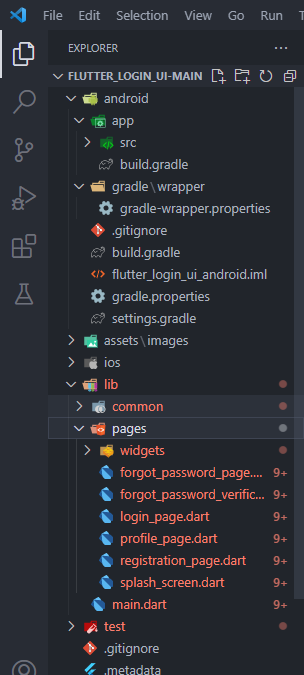 File Edit Selection View Go Run T
EXPLORER ...
FLUTTER_LOGIN_UI-MAIN
android
app
src
build.gradle
gradle\wrapper
gradle-wrapper.properties
.gitignore
build.gradle
flutter_login_ui_android.iml
gradle.properties
settings.gradle
assets\images
ios
lib
common
pages
widgets
forgot_password_page.... 9+
forgot_password_verific... 9+
login_page.dart 9+
profile_page.dart 9+
registration_page.dart 9+
splash_screen.dart 9+
main.dart 9+
test
.gitignore
.metadata